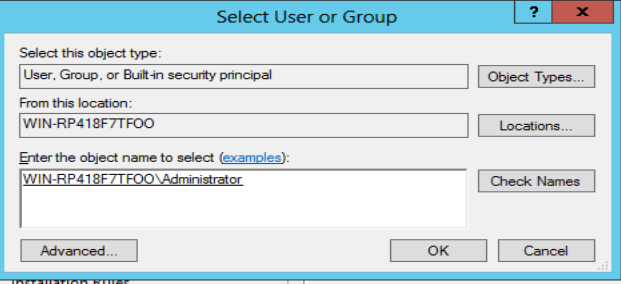 Select User or Group
?
x
Select this object type:
User, Group, or Built-in security principal
Object Types...
From this location:
WIN-RP418F7TFOO
Locations...
Enter the object name to select (examples):
WIN-RP418F7TFOO\Administrator
Check Names
Advanced...
OK
Cancel
Installation Rules